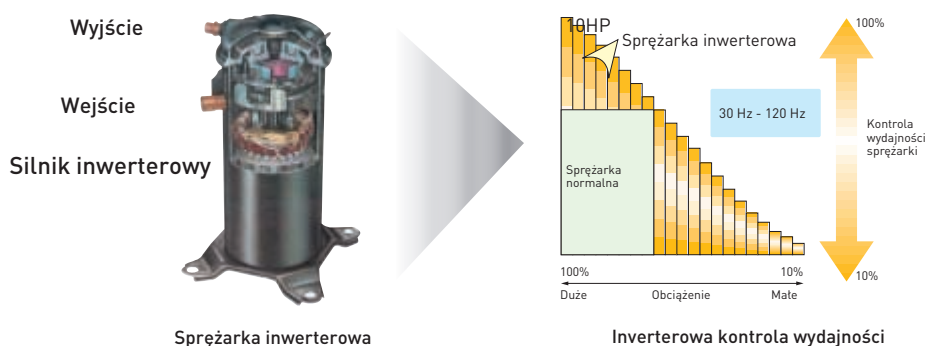 Wyjście
Wejście
Silnik inwerterowy
Sprężarka inwerterowa
10HP
Sprężarka inwerterowa
30 Hz - 120 Hz
Sprężarka
normalna
100%
Kontrola
wydajności
sprężarki
10%
100%
10%
Duże
Obciążenie
Małe
Inverterowa kontrola wydajności